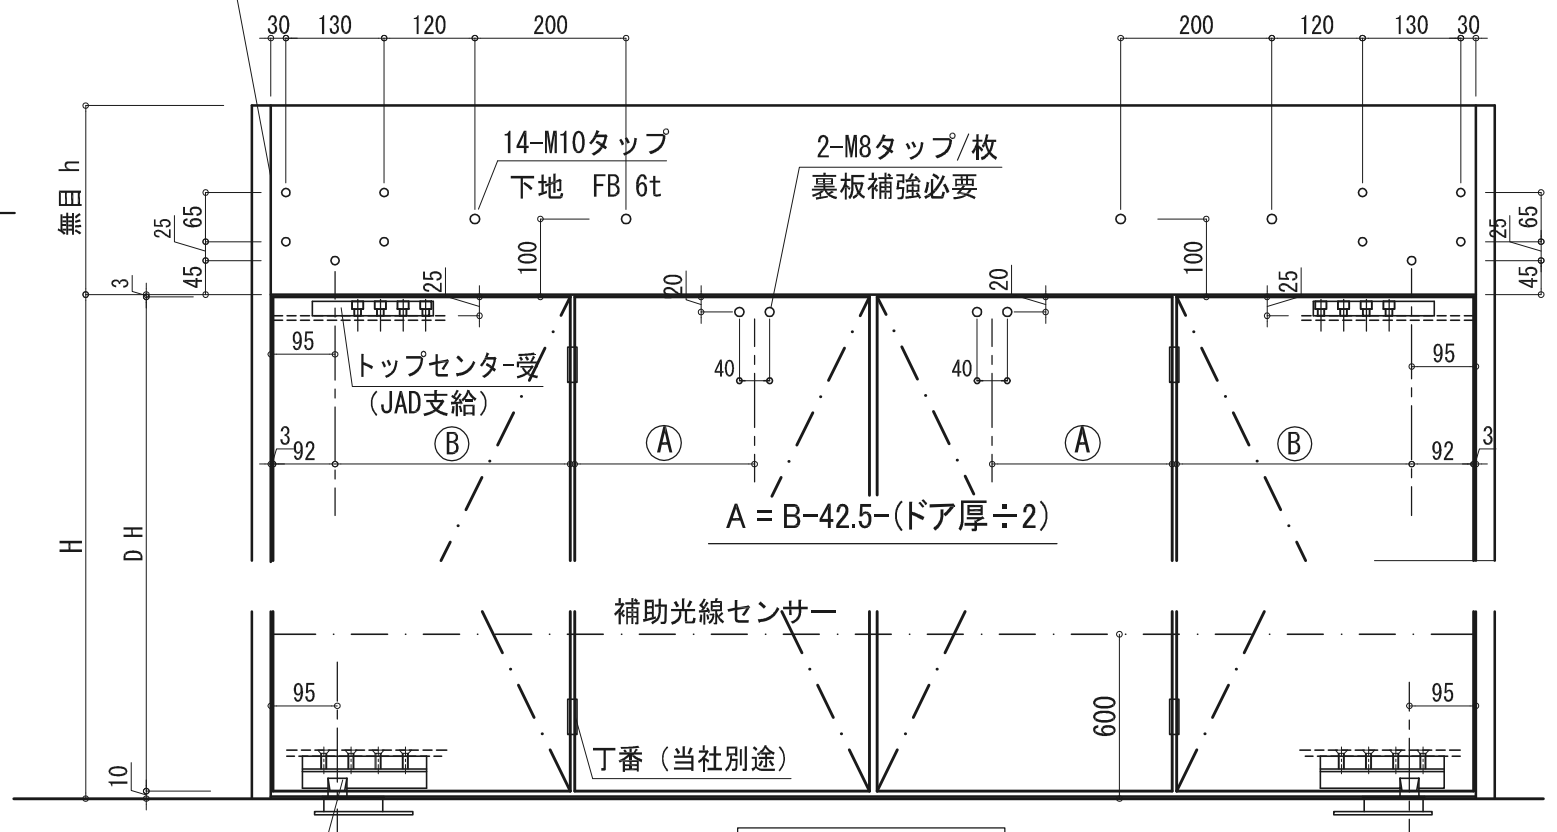 30 130 120 200 200 120 130 30
14-M10タップ
下地 FB 6t
2-M8タップ/枚
裏板補強必要
無目 h
25
65
45
3
100
25
20
20
100
25
25
65
45
95
トップセンター受
(JAD支給)
40
40
95
3
92
B
A
A
B
92
3
A = B-42.5-(ドア厚÷2)
H
DH
補助光線センサー
95
600
95
丁番 (当社別途)
10